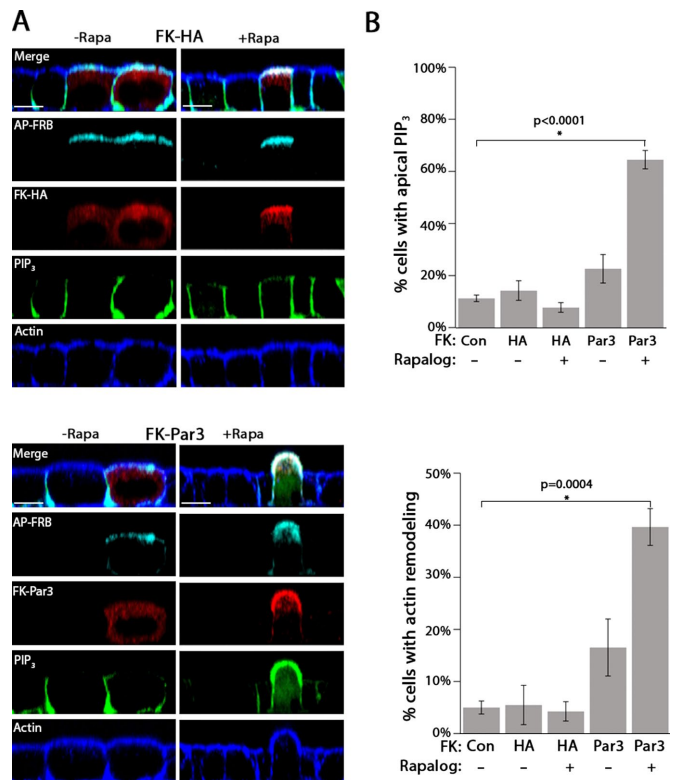 A
-Rapa FK-HA +Rapa
Merge
AP-FRB
FK-HA
PIP₃
Actin
-Rapa FK-Par3 +Rapa
Merge
AP-FRB
FK-Par3
PIP₃
Actin
B
% cells with apical PIP₃
100%
80%
60%
40%
20%
0%
p<0.0001
*
FK: Con HA HA Par3 Par3
Rapalog: – – + – +
% cells with actin remodeling
50%
40%
30%
20%
10%
0%
p=0.0004
*
FK: Con HA HA Par3 Par3
Rapalog: – – + – +